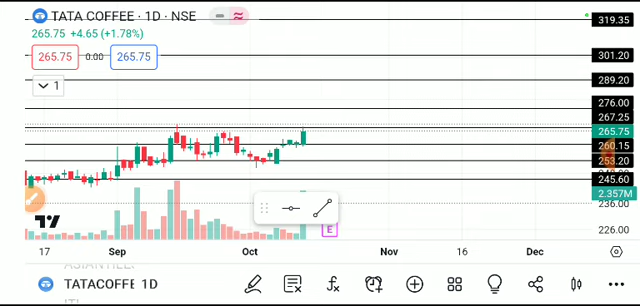 TATA COFFEE · 1D · NSE
265.75 +4.65 (+1.78%)
265.75 0.00 265.75
1
319.35
301.20
289.20
276.00
267.25
265.75
260.15
253.20
245.60
2.357M
236.00
226.00
E
17 Sep Oct Nov 16 Dec
TATACOFFE 1D